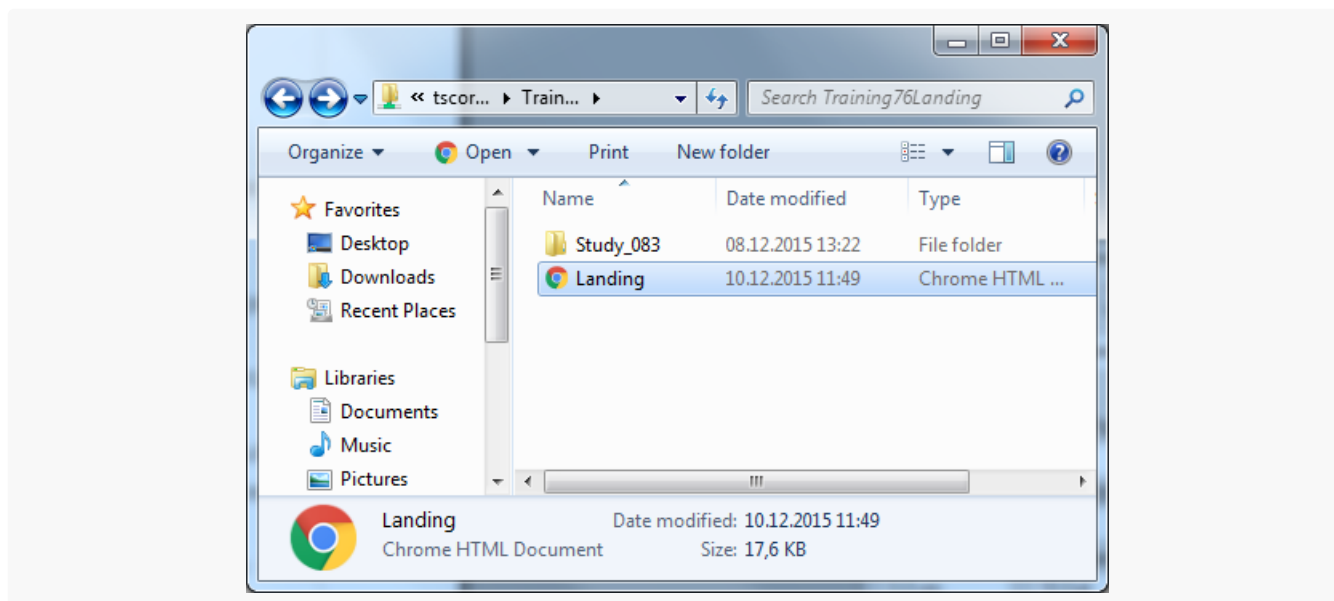 « tscor... Train... Search Training76Landing
Organize Open Print New folder
Favorites
Desktop
Downloads
Recent Places
Libraries
Documents
Music
Pictures
Name Date modified Type
Study_083 08.12.2015 13:22 File folder
Landing 10.12.2015 11:49 Chrome HTML ...
Landing Date modified: 10.12.2015 11:49
Chrome HTML Document Size: 17,6 KB